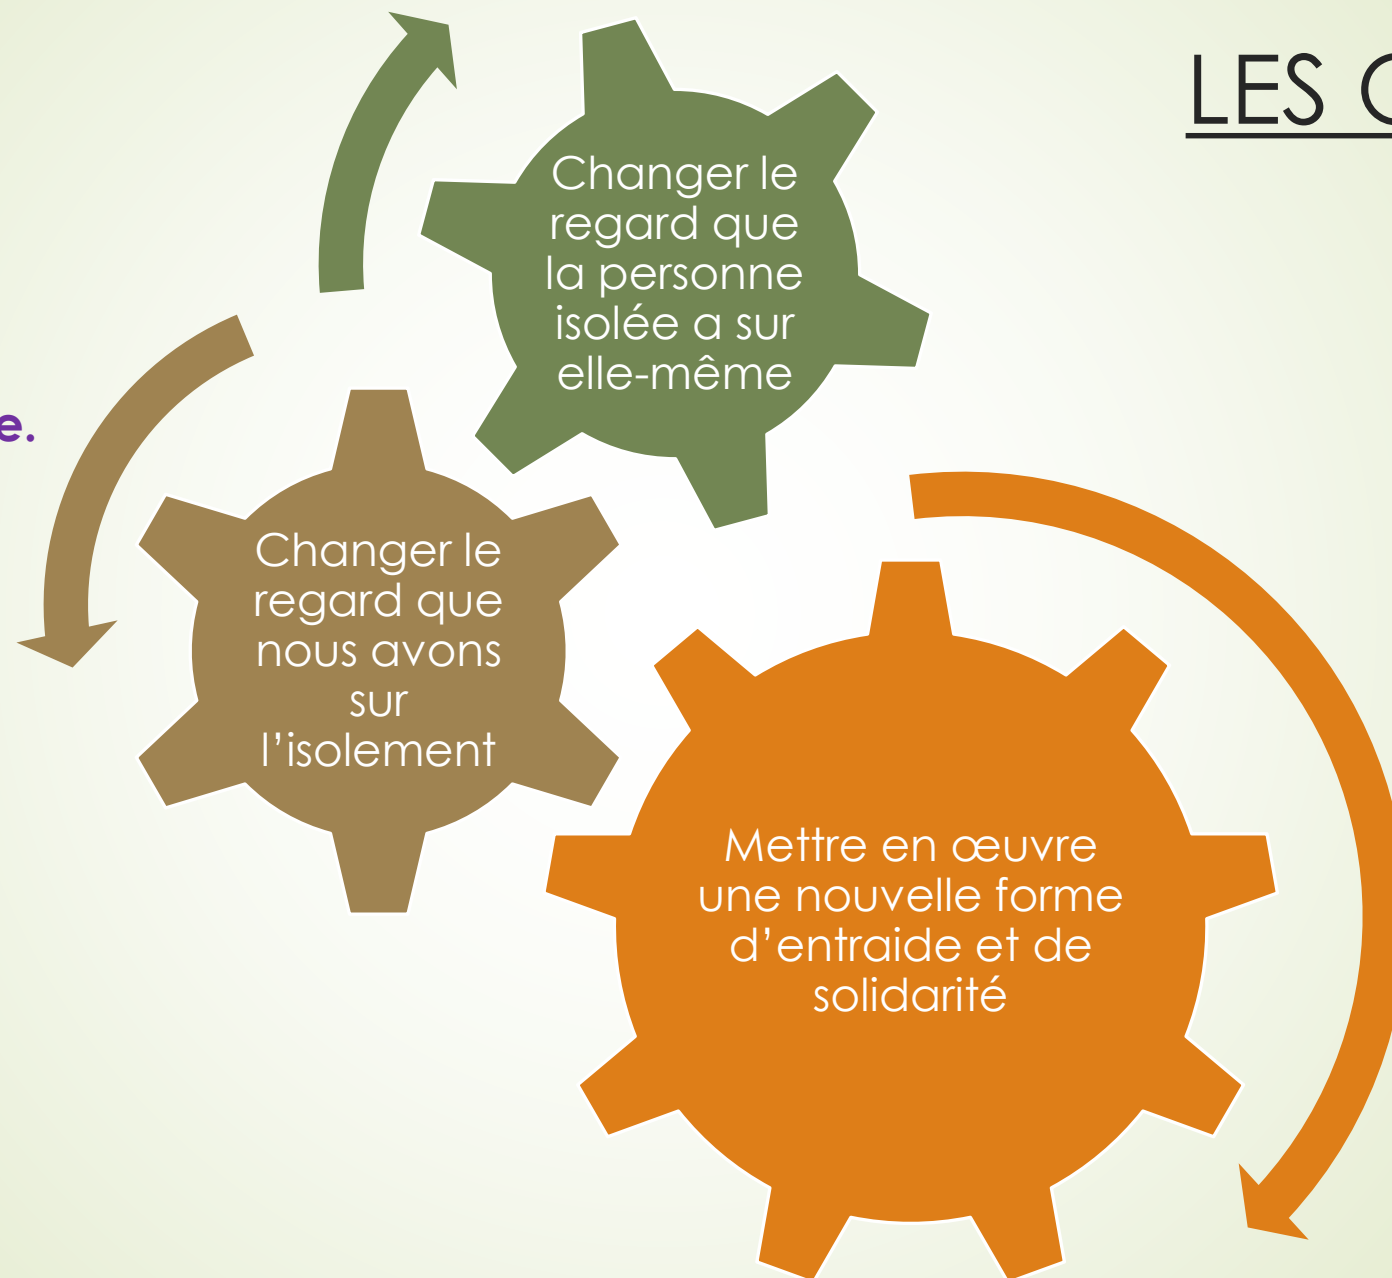 LES
Changer le
regard que
la personne
isolée a sur
elle-même
e.
Changer le
regard que
nous avons
sur
l’isolement
Mettre en œuvre
une nouvelle forme
d’entraide et de
solidarité